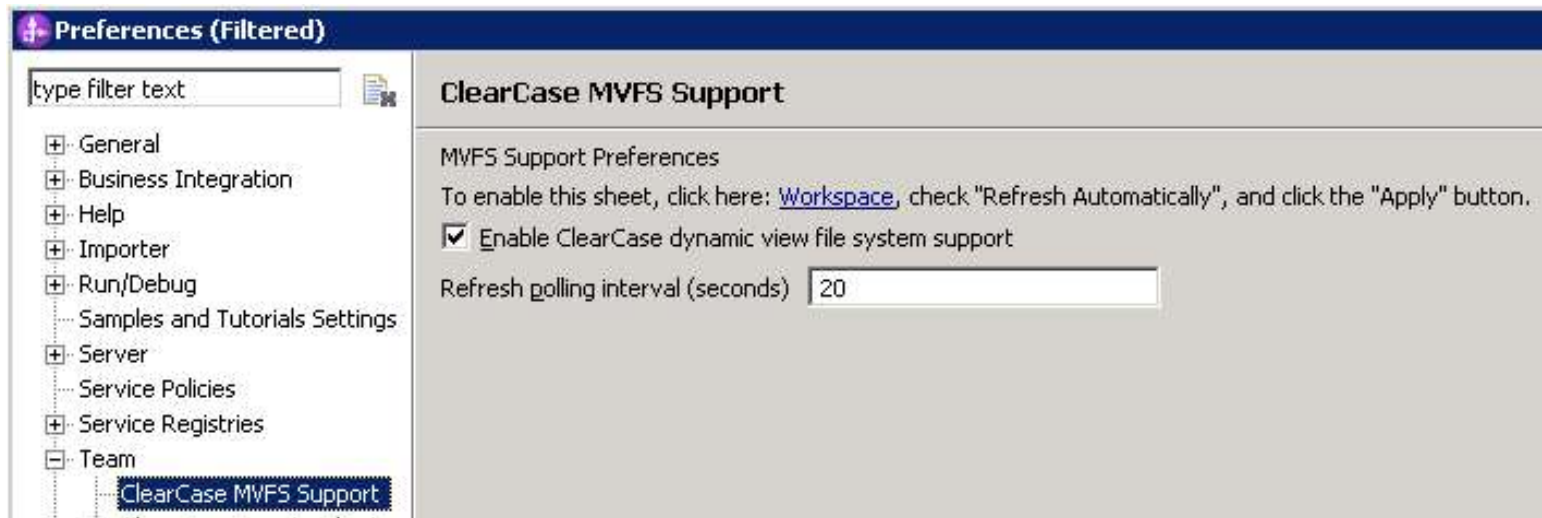 Preferences (Filtered)
type filter text
General
Business Integration
Help
Importer
Run/Debug
Samples and Tutorials Settings
Server
Service Policies
Service Registries
Team
ClearCase MVFS Support
ClearCase MVFS Support
MVFS Support Preferences
To enable this sheet, click here: Workspace, check "Refresh Automatically", and click the "Apply" button.
Enable ClearCase dynamic view file system support
Refresh polling interval (seconds) 20